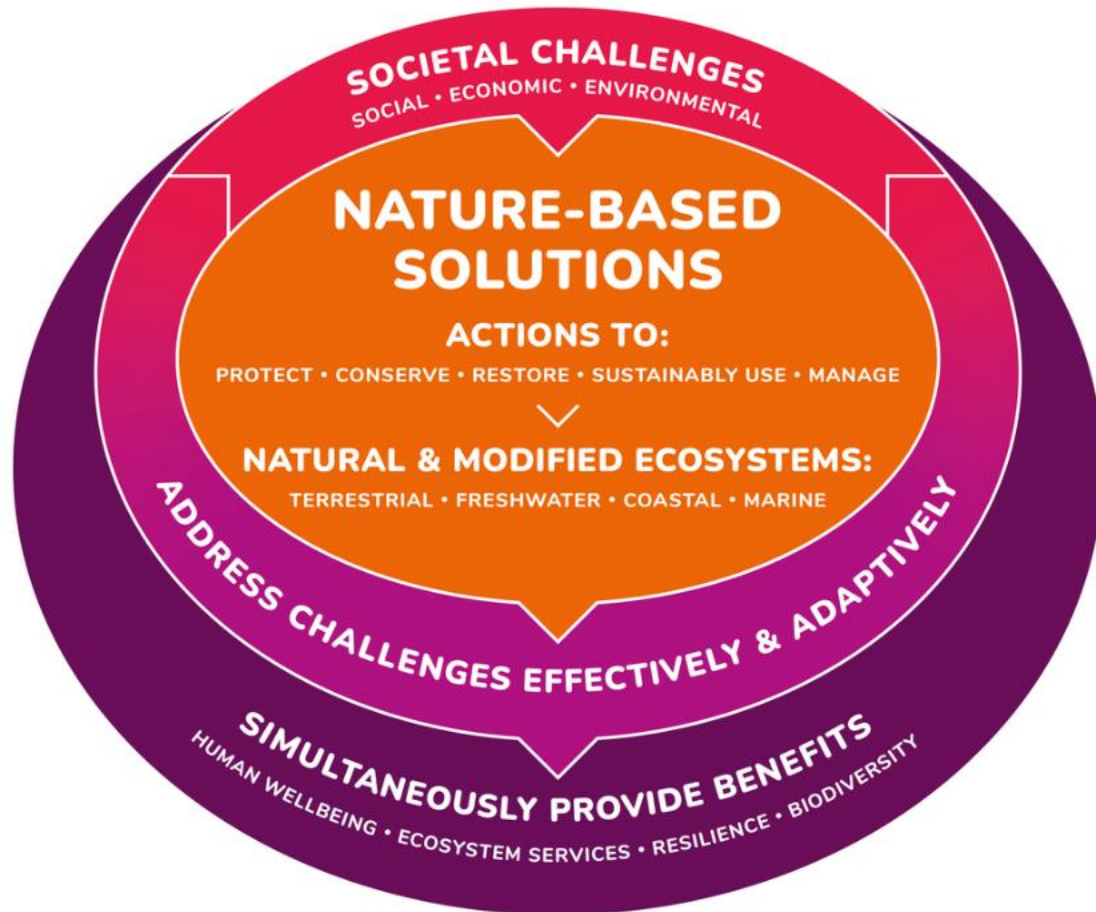 SOCIETAL CHALLENGES
SOCIAL • ECONOMIC • ENVIRONMENTAL
NATURE-BASED
SOLUTIONS
ACTIONS TO:
PROTECT • CONSERVE • RESTORE • SUSTAINABLY USE • MANAGE
NATURAL & MODIFIED ECOSYSTEMS:
TERRESTRIAL • FRESHWATER • COASTAL • MARINE
ADDRESS CHALLENGES EFFECTIVELY & ADAPTIVELY
SIMULTANEOUSLY PROVIDE BENEFITS
HUMAN WELLBEING • ECOSYSTEM SERVICES • RESILIENCE • BIODIVERSITY